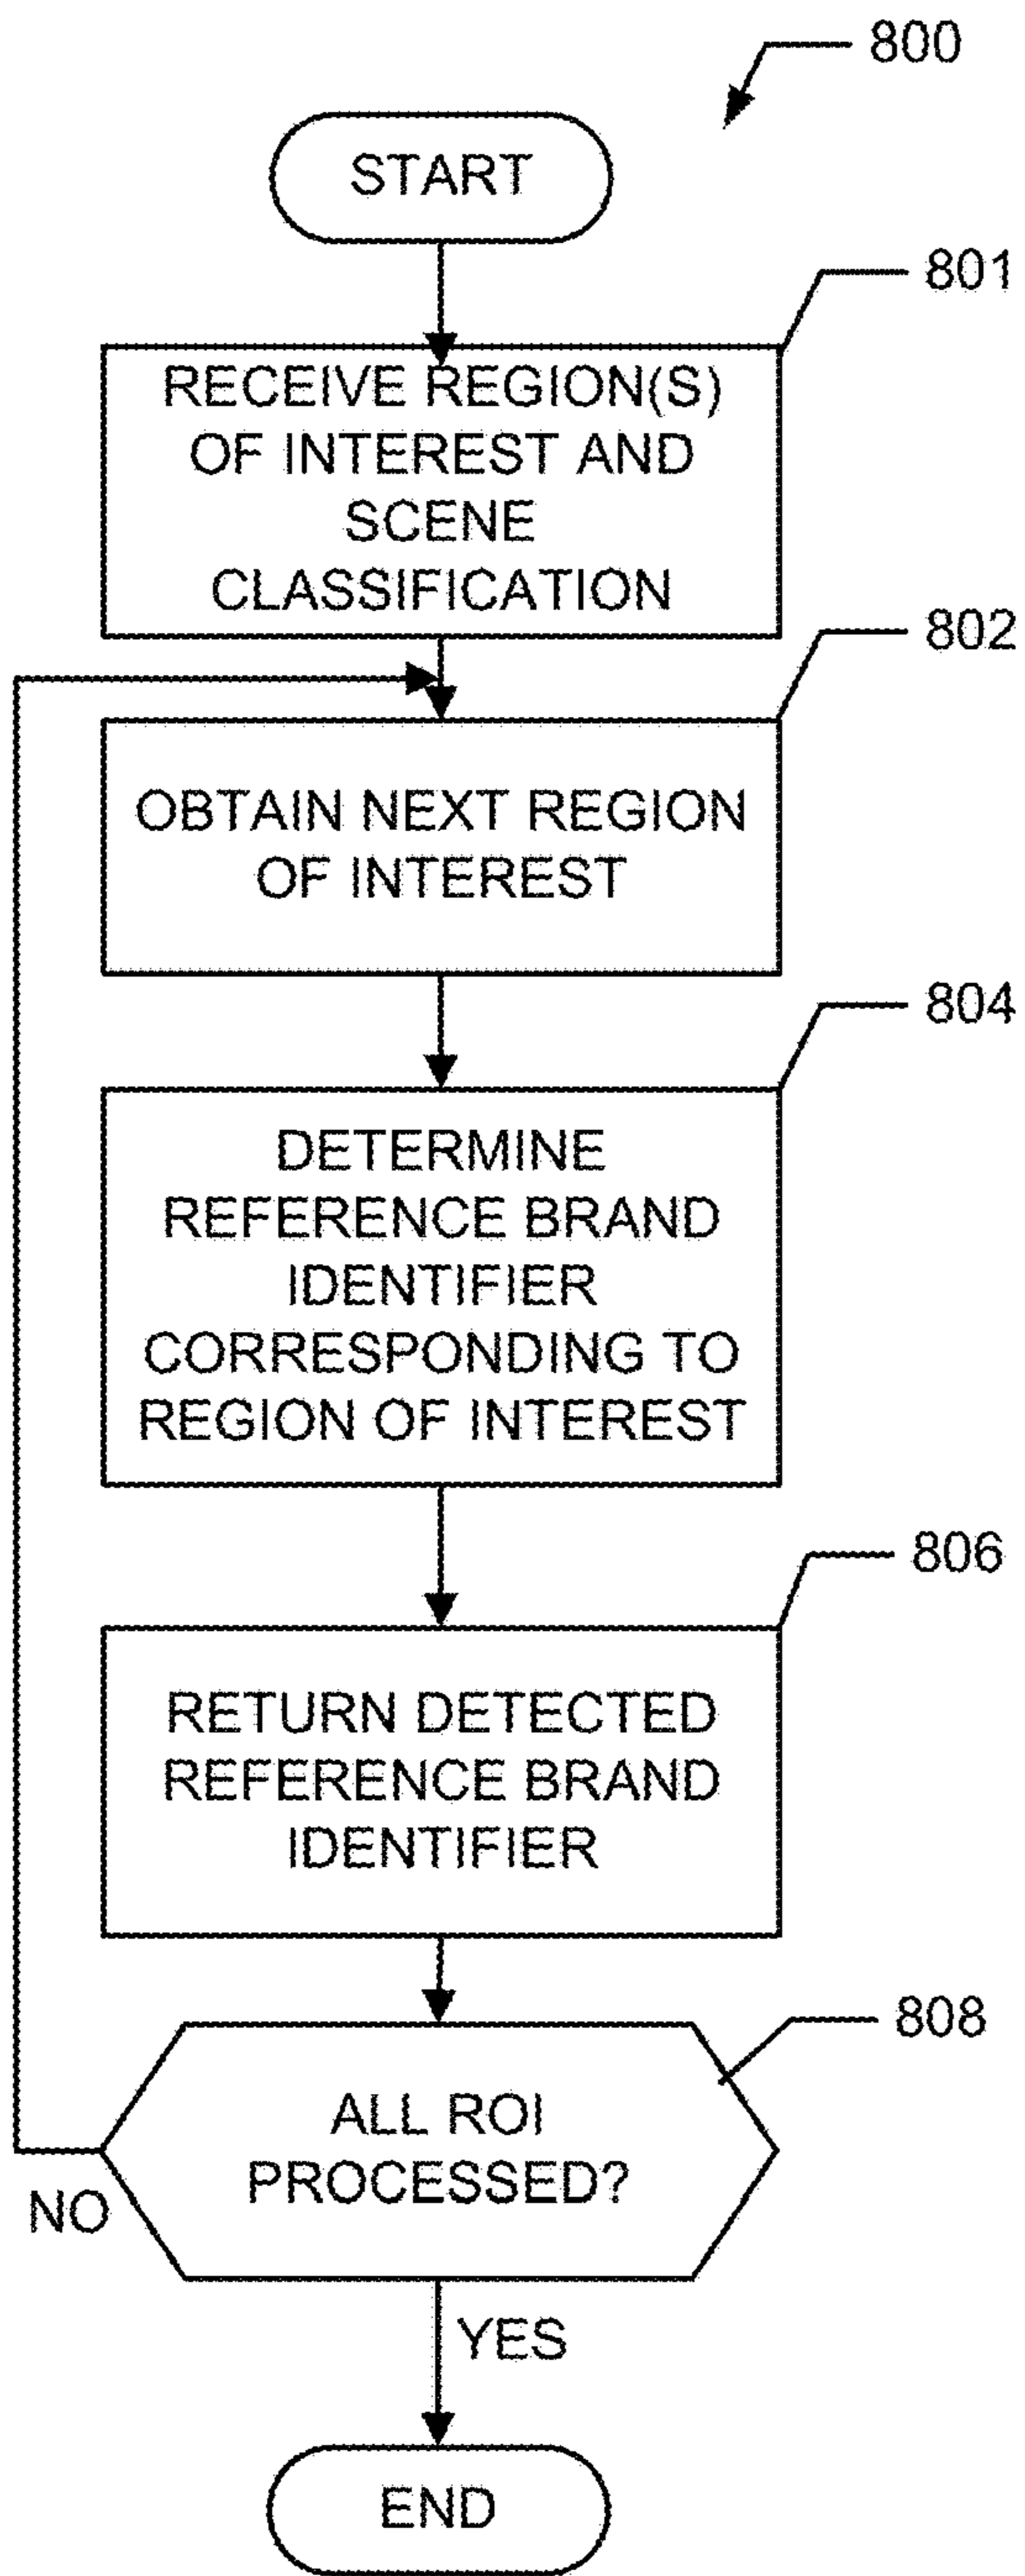 800
START
801
RECEIVE REGION(S)
OF INTEREST AND
SCENE
CLASSIFICATION
802
OBTAIN NEXT REGION
OF INTEREST
804
DETERMINE
REFERENCE BRAND
IDENTIFIER
CORRESPONDING TO
REGION OF INTEREST
806
RETURN DETECTED
REFERENCE BRAND
IDENTIFIER
808
ALL ROI
PROCESSED?
NO
YES
END